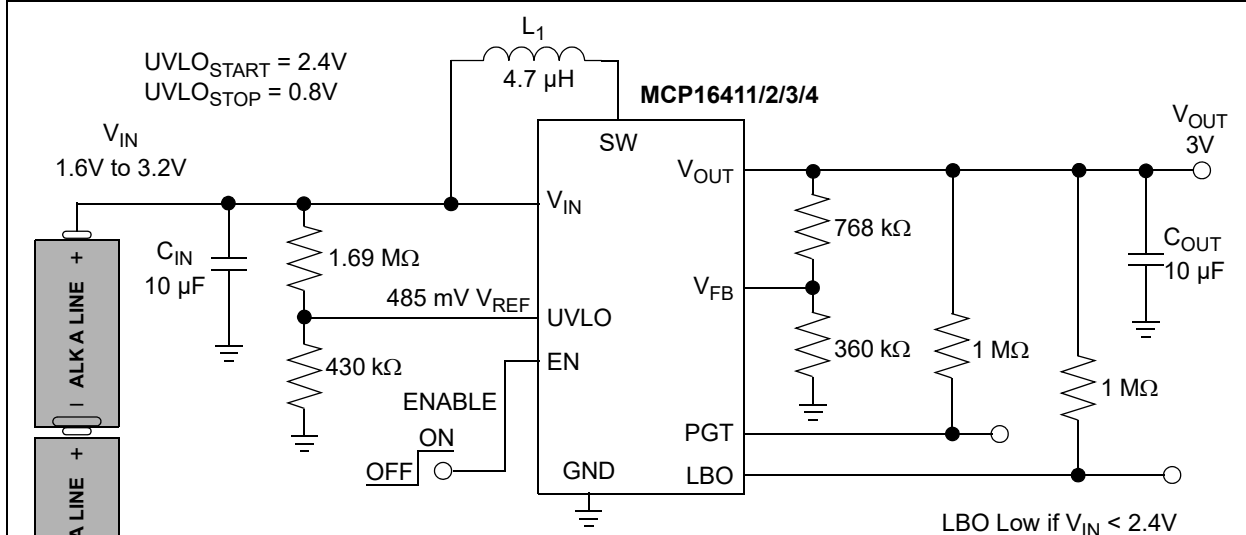 L1
4.7 µH
UVLOSTART = 2.4V
UVLOSTOP = 0.8V
MCP16411/2/3/4
VIN
1.6V to 3.2V
SW
VOUT
3V
VOUT
VIN
CIN
10 µF
1.69 MΩ
768 kΩ
COUT
10 µF
485 mV VREF
VFB
UVLO
430 kΩ
360 kΩ
1 MΩ
1 MΩ
EN
ENABLE
ON
OFF
PGT
GND
LBO
LBO Low if VIN < 2.4V
– ALKALINE +
A LINE +